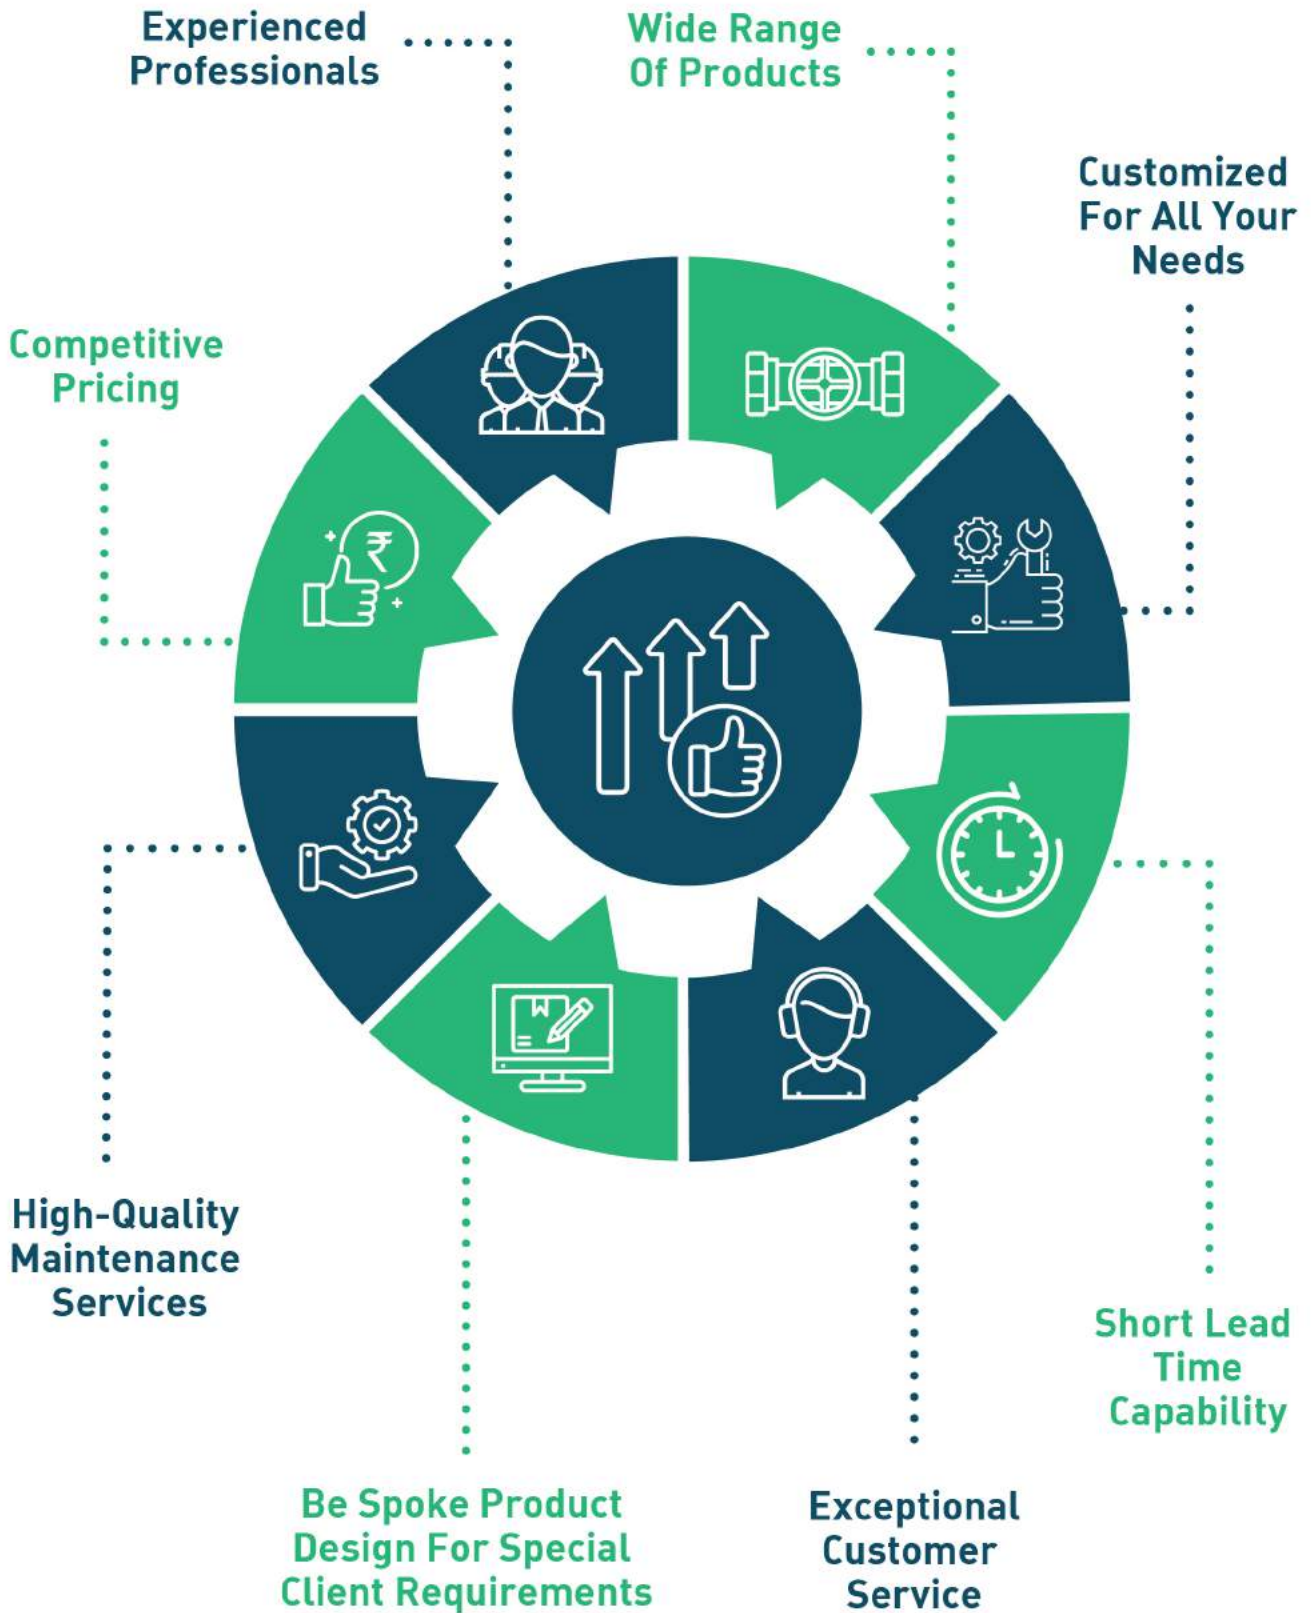 Experienced
Professionals
Wide Range
Of Products
Customized
For All Your
Needs
Competitive
Pricing
₹
High-Quality
Maintenance
Services
Short Lead
Time
Capability
Be Spoke Product
Design For Special
Client Requirements
Exceptional
Customer
Service